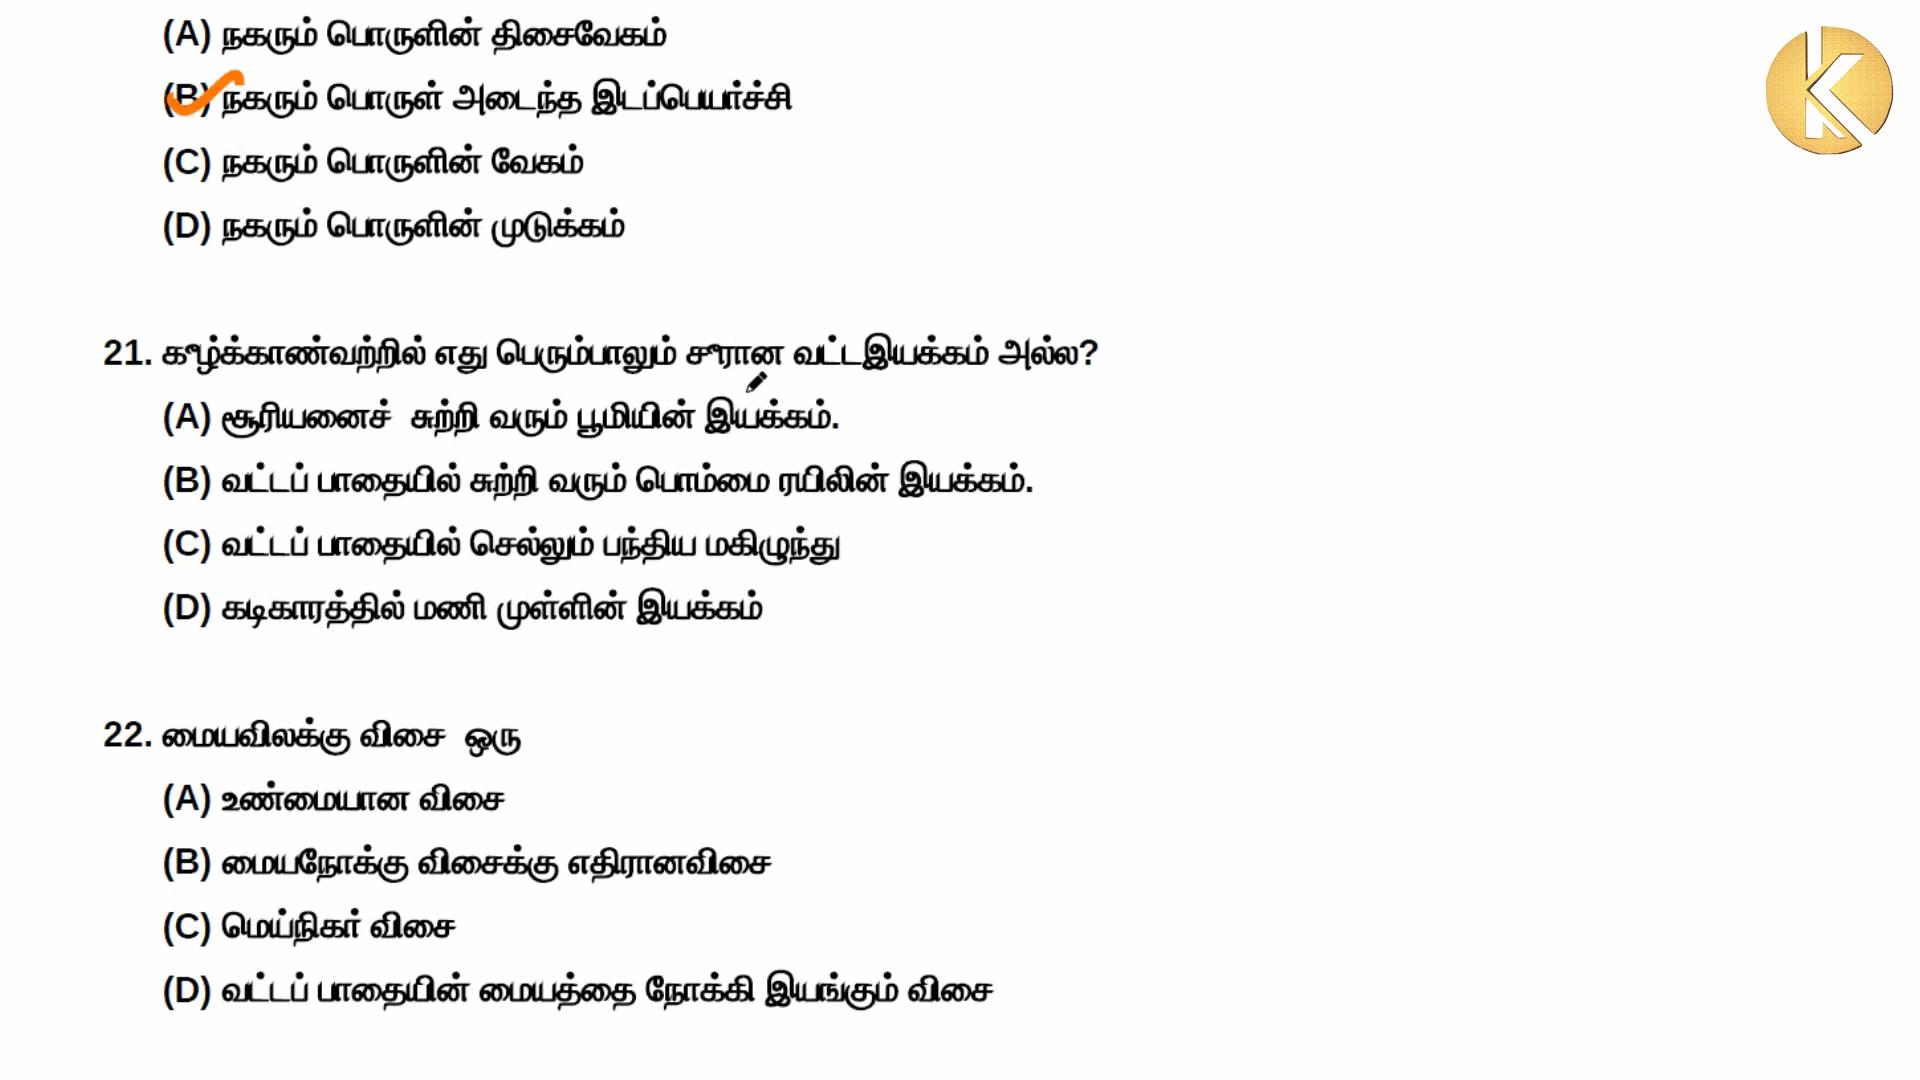 (A) நகரும் பொருளின் திசைவேகம்
(B) நகரும் பொருள் அடைந்த இடப்பெயர்ச்சி
(C) நகரும் பொருளின் வேகம்
(D) நகரும் பொருளின் முடுக்கம்
21. கீழ்க்காண்வற்றில் எது பெரும்பாலும் சீரான வட்டஇயக்கம் அல்ல?
(A) சூரியனைச் சுற்றி வரும் பூமியின் இயக்கம்.
(B) வட்டப் பாதையில் சுற்றி வரும் பொம்மை ரயிலின் இயக்கம்.
(C) வட்டப் பாதையில் செல்லும் பந்திய மகிழுந்து
(D) கடிகாரத்தில் மணி முள்ளின் இயக்கம்
22. மையவிலக்கு விசை ஒரு
(A) உண்மையான விசை
(B) மையநோக்கு விசைக்கு எதிரானவிசை
(C) மெய்நிகர் விசை
(D) வட்டப் பாதையின் மையத்தை நோக்கி இயங்கும் விசை